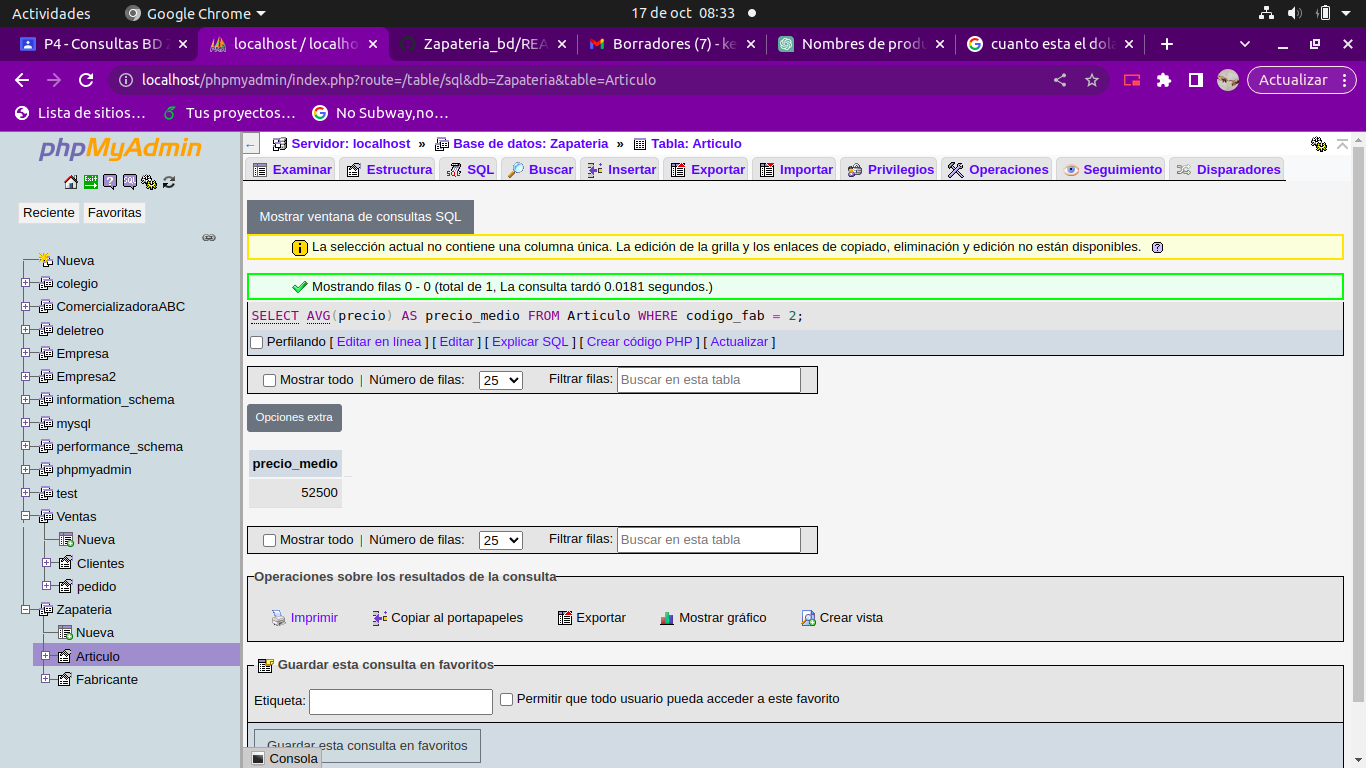 Actividades
Google Chrome
17 de oct 08:33
P4 - Consultas BD Z
localhost / localho
Zapateria_bd/REA
Borradores (7) - ke
Nombres de produ
cuanto esta el dola
localhost/phpmyadmin/index.php?route=/table/sql&db=Zapateria&table=Articulo
Actualizar
Lista de sitios…
Tus proyectos…
No Subway,no…
phpMyAdmin
Reciente
Favoritas
Nueva
colegio
ComercializadoraABC
deletreo
Empresa
Empresa2
information_schema
mysql
performance_schema
phpmyadmin
test
Ventas
Nueva
Clientes
pedido
Zapateria
Nueva
Articulo
Fabricante
Servidor: localhost » Base de datos: Zapateria » Tabla: Articulo
Examinar
Estructura
SQL
Buscar
Insertar
Exportar
Importar
Privilegios
Operaciones
Seguimiento
Disparadores
Mostrar ventana de consultas SQL
La selección actual no contiene una columna única. La edición de la grilla y los enlaces de copiado, eliminación y edición no están disponibles.
Mostrando filas 0 - 0 (total de 1, La consulta tardó 0.0181 segundos.)
SELECT AVG(precio) AS precio_medio FROM Articulo WHERE codigo_fab = 2;
Perfilando [ Editar en línea ] [ Editar ] [ Explicar SQL ] [ Crear código PHP ] [ Actualizar ]
Mostrar todo | Número de filas: 25 Filtrar filas: Buscar en esta tabla
Opciones extra
precio_medio
52500
Mostrar todo | Número de filas: 25 Filtrar filas: Buscar en esta tabla
Operaciones sobre los resultados de la consulta
Imprimir
Copiar al portapapeles
Exportar
Mostrar gráfico
Crear vista
Guardar esta consulta en favoritos
Etiqueta:
Permitir que todo usuario pueda acceder a este favorito
Guardar esta consulta en favoritos
Consola